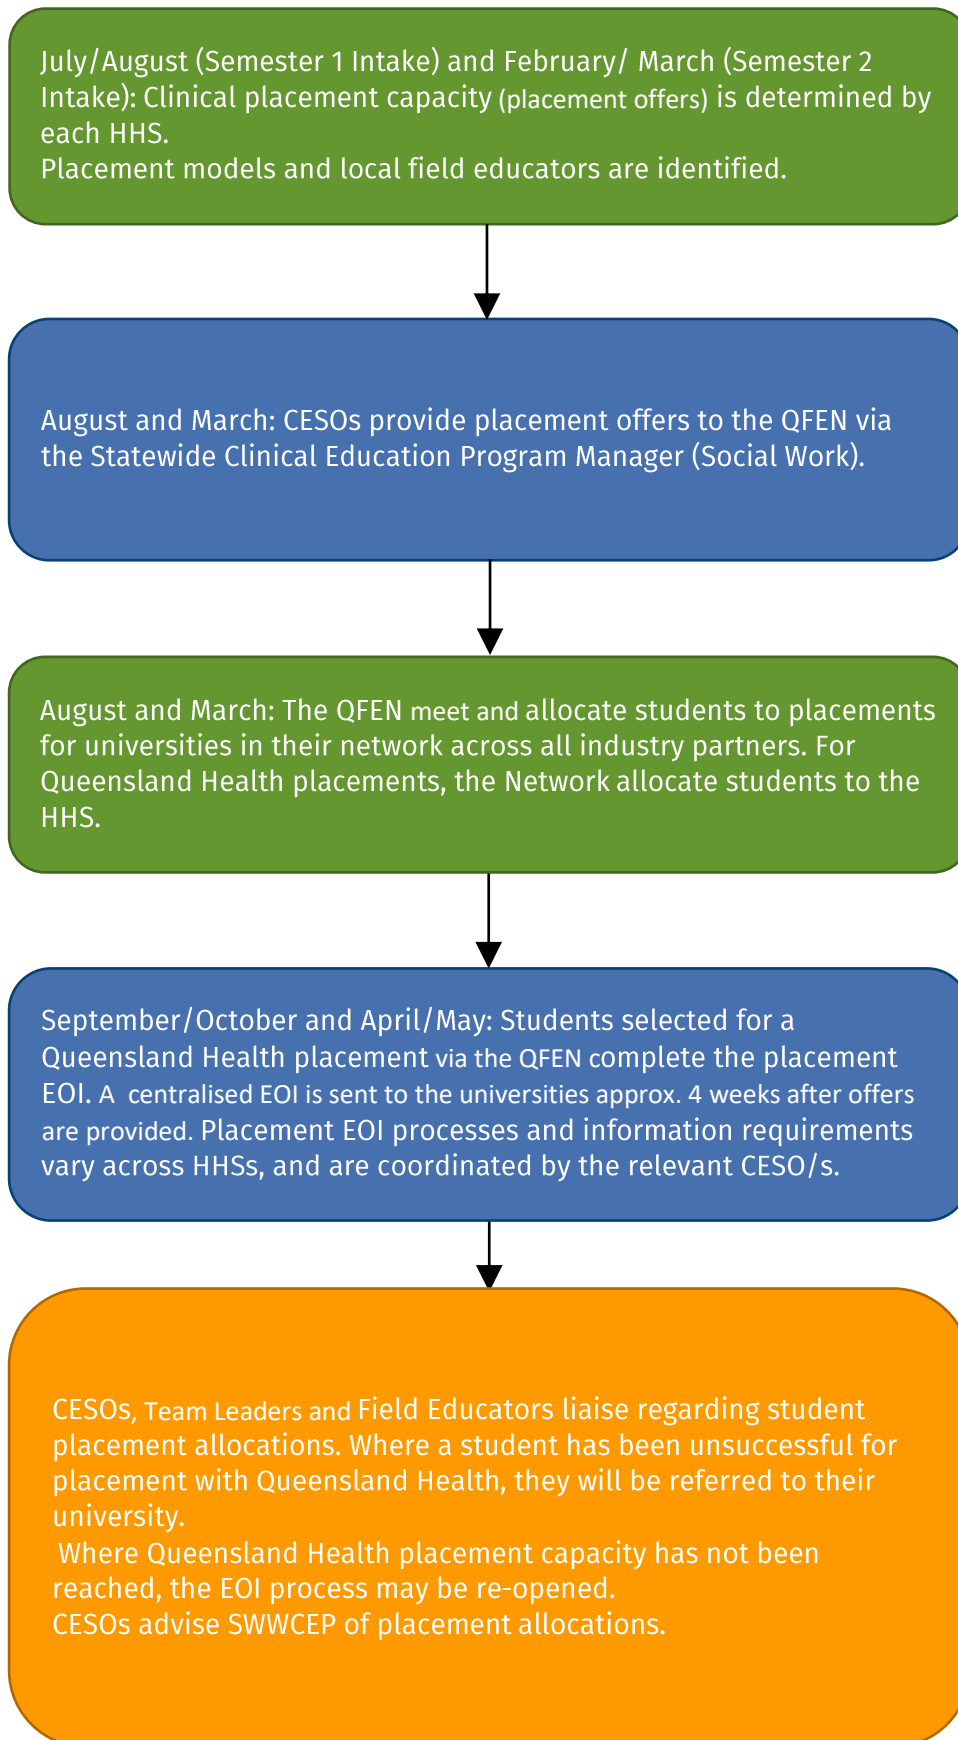 July/August (Semester 1 Intake) and February/ March (Semester 2
Intake): Clinical placement capacity (placement offers) is determined by
each HHS.
Placement models and local field educators are identified.
August and March: CESOs provide placement offers to the QFEN via
the Statewide Clinical Education Program Manager (Social Work).
August and March: The QFEN meet and allocate students to placements
for universities in their network across all industry partners. For
Queensland Health placements, the Network allocate students to the
HHS.
September/October and April/May: Students selected for a
Queensland Health placement via the QFEN complete the placement
EOI. A centralised EOI is sent to the universities approx. 4 weeks after offers
are provided. Placement EOI processes and information requirements
vary across HHSs, and are coordinated by the relevant CESO/s.
CESOs, Team Leaders and Field Educators liaise regarding student
placement allocations. Where a student has been unsuccessful for
placement with Queensland Health, they will be referred to their
university.
Where Queensland Health placement capacity has not been
reached, the EOI process may be re-opened.
CESOs advise SWWCEP of placement allocations.